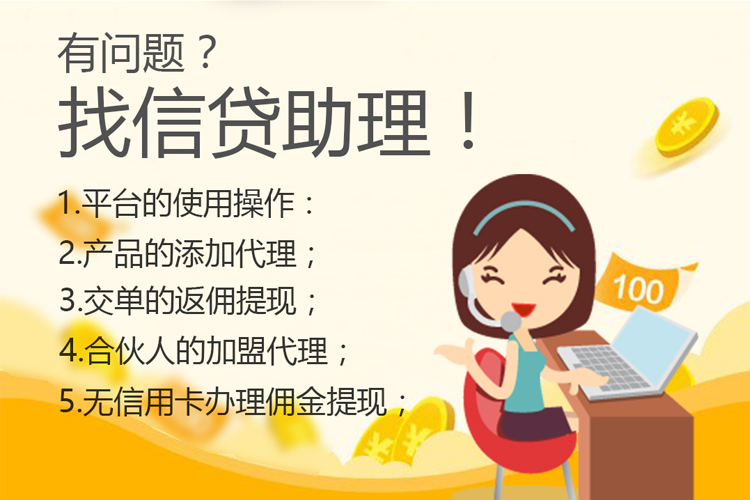 有问题？
找信贷助理！
1.平台的使用操作：
2.产品的添加代理；
3.交单的返佣提现；
4.合伙人的加盟代理；
5.无信用卡办理佣金提现；
100